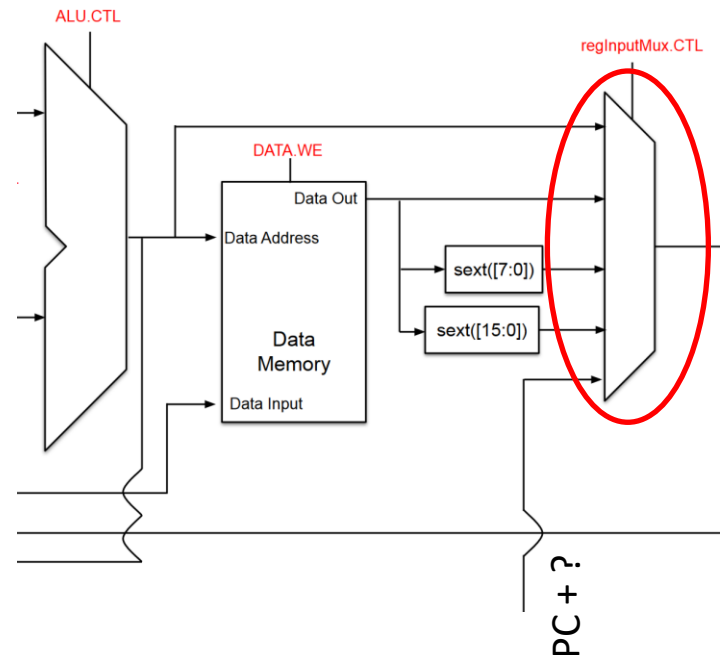 ALU.CTL
regInputMux.CTL
DATA.WE
Data Out
Data Address
sext([7:0])
sext([15:0])
Data
Memory
Data Input
PC + ?